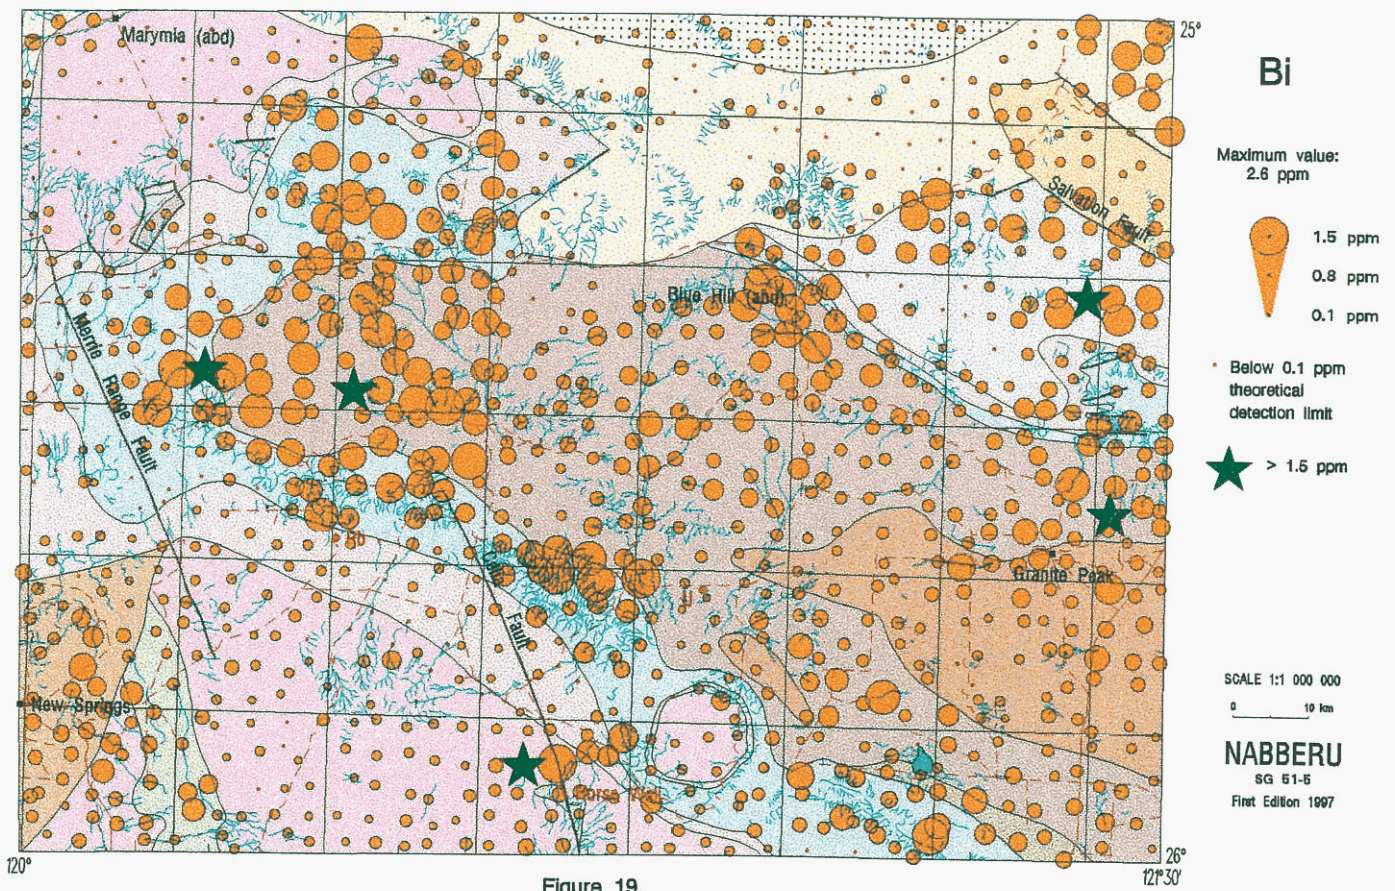 Marymia (abd)
25°
Bi
Maximum value:
2.6 ppm
Salvation Fault
1.5 ppm
0.8 ppm
0.1 ppm
Blue Hill (abd)
Merrie Range Fault
Below 0.1 ppm
theoretical
detection limit
> 1.5 ppm
Granite Peak
Fault
New Springs
SCALE 1:1 000 000
0 10 km
NABBERU
SG 51-5
First Edition 1997
120°
26°
121°30'
Figure 19